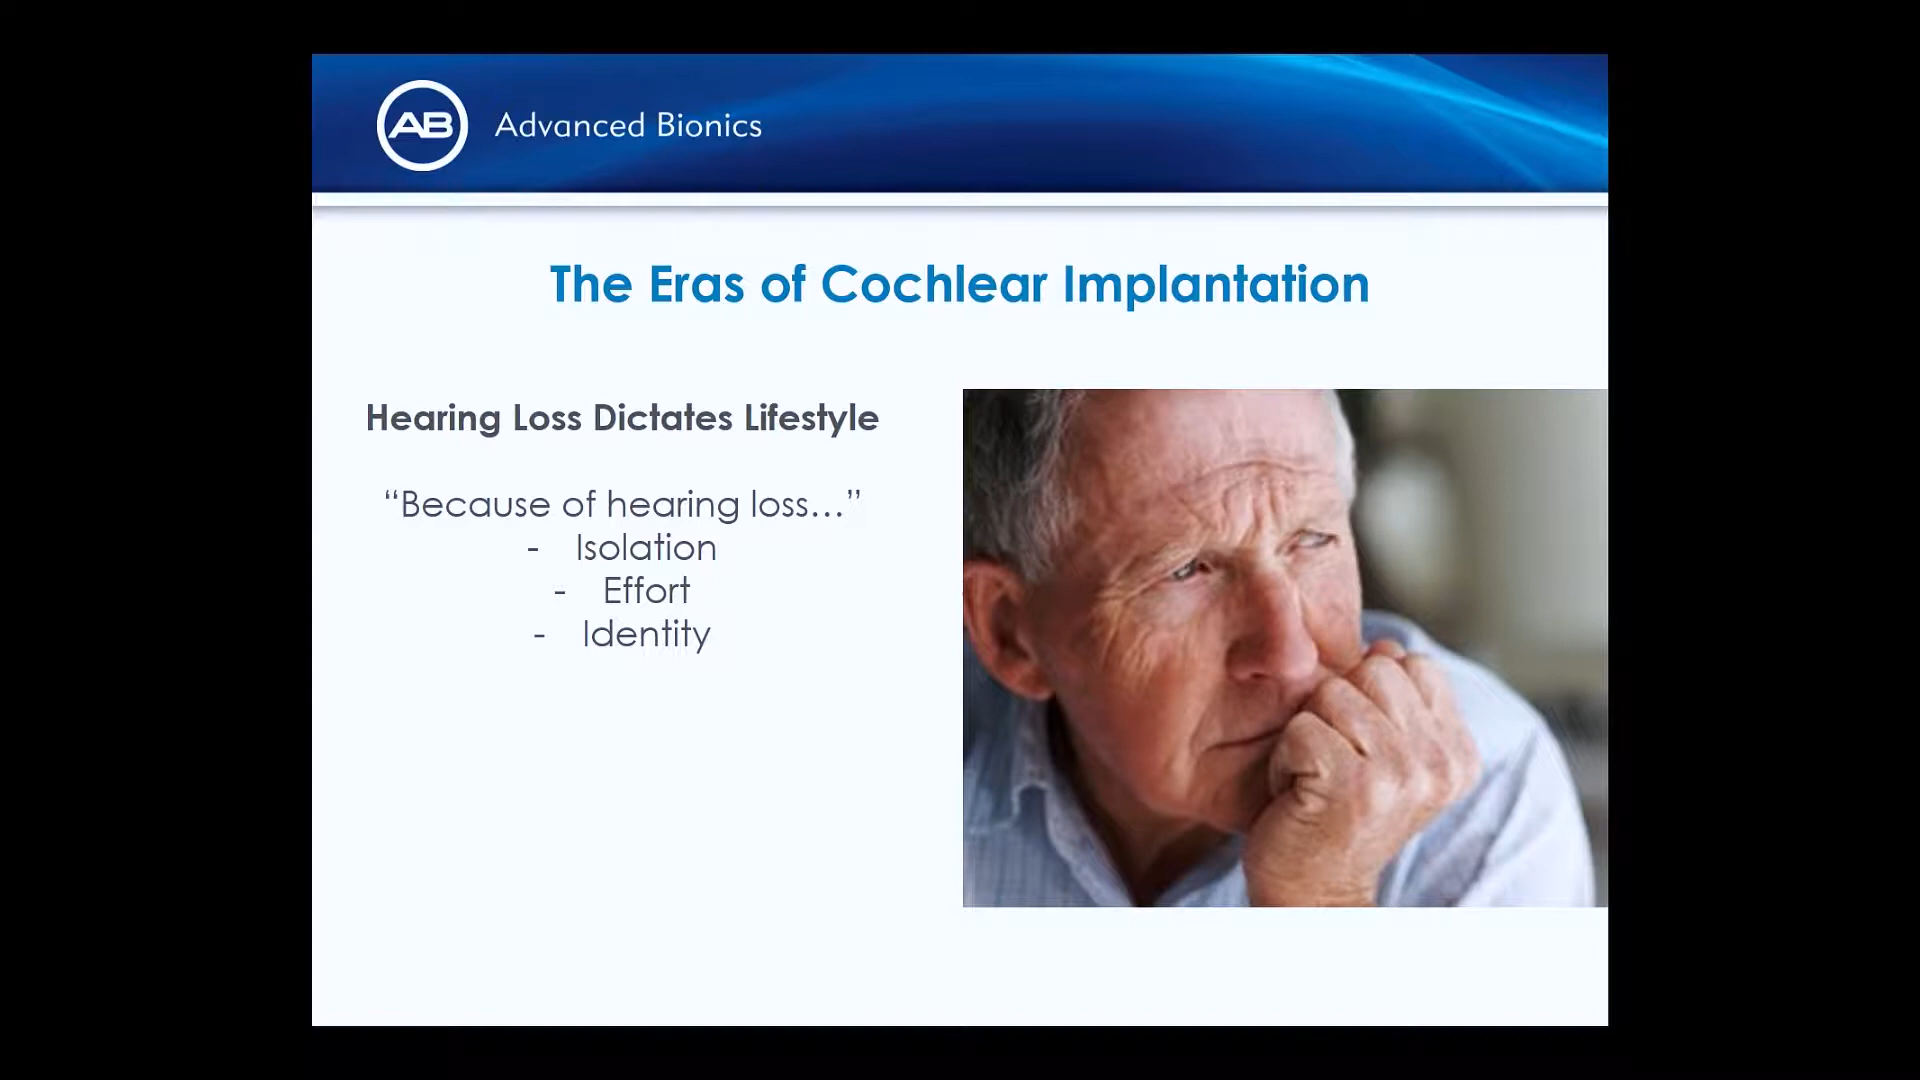 AB Advanced Bionics
The Eras of Cochlear Implantation
Hearing Loss Dictates Lifestyle
“Because of hearing loss…”
- Isolation
- Effort
- Identity